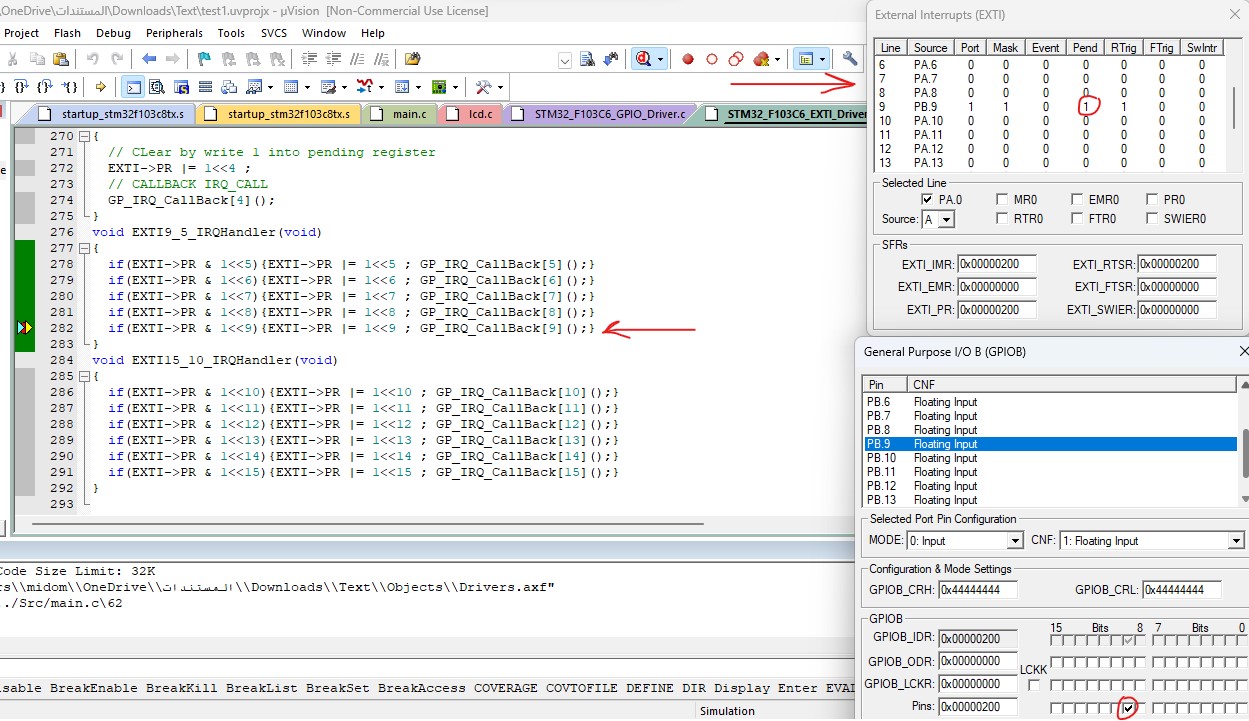 \OneDrive\المستندات\Downloads\Text\test1.uvprojx - µVision [Non-Commercial Use License]
Project Flash Debug Peripherals Tools SVCS Window Help
startup_stm32f103c8tx.s startup_stm32f103c8tx.s main.c lcd.c STM32_F103C6_GPIO_Driver.c STM32_F103C6_EXTI_Driver
270 {
271 // CLear by write 1 into pending register
272 EXTI->PR |= 1<<4 ;
273 // CALLBACK IRQ_CALL
274 GP_IRQ_CallBack[4]();
275 }
276 void EXTI9_5_IRQHandler(void)
277 {
278 if(EXTI->PR & 1<<5){EXTI->PR |= 1<<5 ; GP_IRQ_CallBack[5]();}
279 if(EXTI->PR & 1<<6){EXTI->PR |= 1<<6 ; GP_IRQ_CallBack[6]();}
280 if(EXTI->PR & 1<<7){EXTI->PR |= 1<<7 ; GP_IRQ_CallBack[7]();}
281 if(EXTI->PR & 1<<8){EXTI->PR |= 1<<8 ; GP_IRQ_CallBack[8]();}
282 if(EXTI->PR & 1<<9){EXTI->PR |= 1<<9 ; GP_IRQ_CallBack[9]();}
283 }
284 void EXTI15_10_IRQHandler(void)
285 {
286 if(EXTI->PR & 1<<10){EXTI->PR |= 1<<10 ; GP_IRQ_CallBack[10]();}
287 if(EXTI->PR & 1<<11){EXTI->PR |= 1<<11 ; GP_IRQ_CallBack[11]();}
288 if(EXTI->PR & 1<<12){EXTI->PR |= 1<<12 ; GP_IRQ_CallBack[12]();}
289 if(EXTI->PR & 1<<13){EXTI->PR |= 1<<13 ; GP_IRQ_CallBack[13]();}
290 if(EXTI->PR & 1<<14){EXTI->PR |= 1<<14 ; GP_IRQ_CallBack[14]();}
291 if(EXTI->PR & 1<<15){EXTI->PR |= 1<<15 ; GP_IRQ_CallBack[15]();}
292 }
293
Code Size Limit: 32K
rs\\midom\\OneDrive\\المستندات\\Downloads\\Text\\Objects\\Drivers.axf"
../Src/main.c\62
isable BreakEnable BreakKill BreakList BreakSet BreakAccess COVERAGE COVTOFILE DEFINE DIR Display Enter EVAL
Simulation
External Interrupts (EXTI)
Line Source Port Mask Event Pend RTrig FTrig SwIntr
6 PA.6 0 0 0 0 0 0 0
7 PA.7 0 0 0 0 0 0 0
8 PA.8 0 0 0 0 0 0 0
9 PB.9 1 1 0 1 1 0 0
10 PA.10 0 0 0 0 0 0 0
11 PA.11 0 0 0 0 0 0 0
12 PA.12 0 0 0 0 0 0 0
13 PA.13 0 0 0 0 0 0 0
Selected Line
PA.0 MR0 EMR0 PR0
Source: A RTR0 FTR0 SWIER0
SFRs
EXTI_IMR: 0x00000200 EXTI_RTSR: 0x00000200
EXTI_EMR: 0x00000000 EXTI_FTSR: 0x00000000
EXTI_PR: 0x00000200 EXTI_SWIER: 0x00000000
General Purpose I/O B (GPIOB)
Pin CNF
PB.6 Floating Input
PB.7 Floating Input
PB.8 Floating Input
PB.9 Floating Input
PB.10 Floating Input
PB.11 Floating Input
PB.12 Floating Input
PB.13 Floating Input
Selected Port Pin Configuration
MODE: 0: Input CNF: 1: Floating Input
Configuration & Mode Settings
GPIOB_CRH: 0x44444444 GPIOB_CRL: 0x44444444
GPIOB
15 Bits 8 7 Bits 0
GPIOB_IDR: 0x00000200
GPIOB_ODR: 0x00000000
LCKK
GPIOB_LCKR: 0x00000000
Pins: 0x00000200